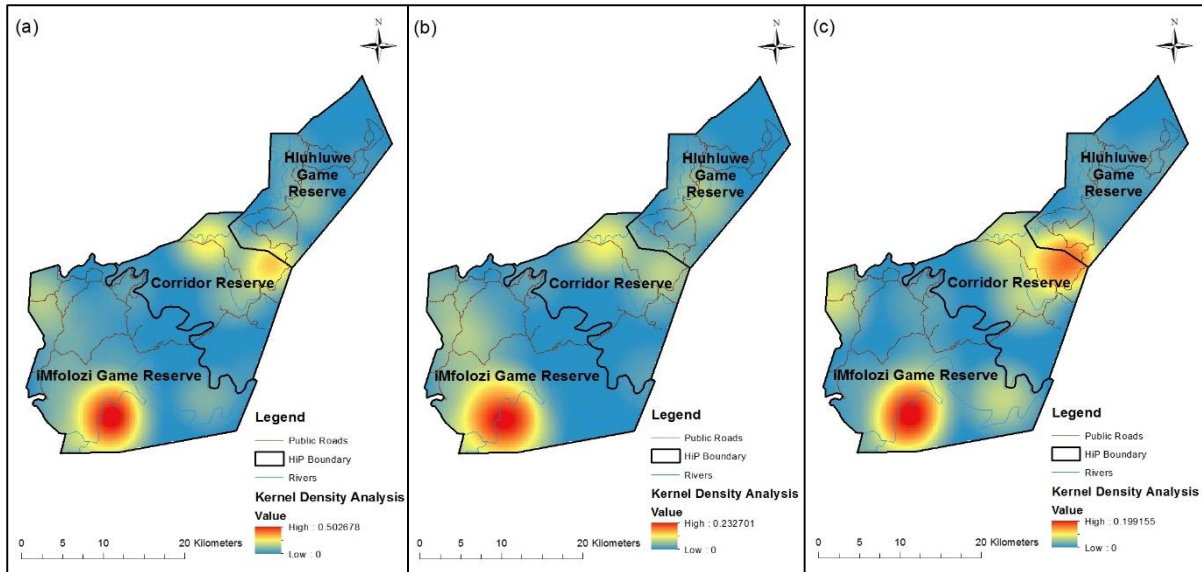 (a)
N
Hluhluwe
Game
Reserve
Corridor Reserve
iMfolozi Game Reserve
Legend
Public Roads
HiP Boundary
Rivers
Kernel Density Analysis
Value
High : 0.502678
Low : 0
0 5 10 20 Kilometers
(b)
N
Hluhluwe
Game
Reserve
Corridor Reserve
iMfolozi Game Reserve
Legend
Public Roads
HiP Boundary
Rivers
Kernel Density Analysis
Value
High : 0.232701
Low : 0
0 5 10 20 Kilometers
(c)
N
Hluhluwe
Game
Reserve
Corridor Reserve
iMfolozi Game Reserve
Legend
Public Roads
HiP Boundary
Rivers
Kernel Density Analysis
Value
High : 0.199155
Low : 0
0 5 10 20 Kilometers